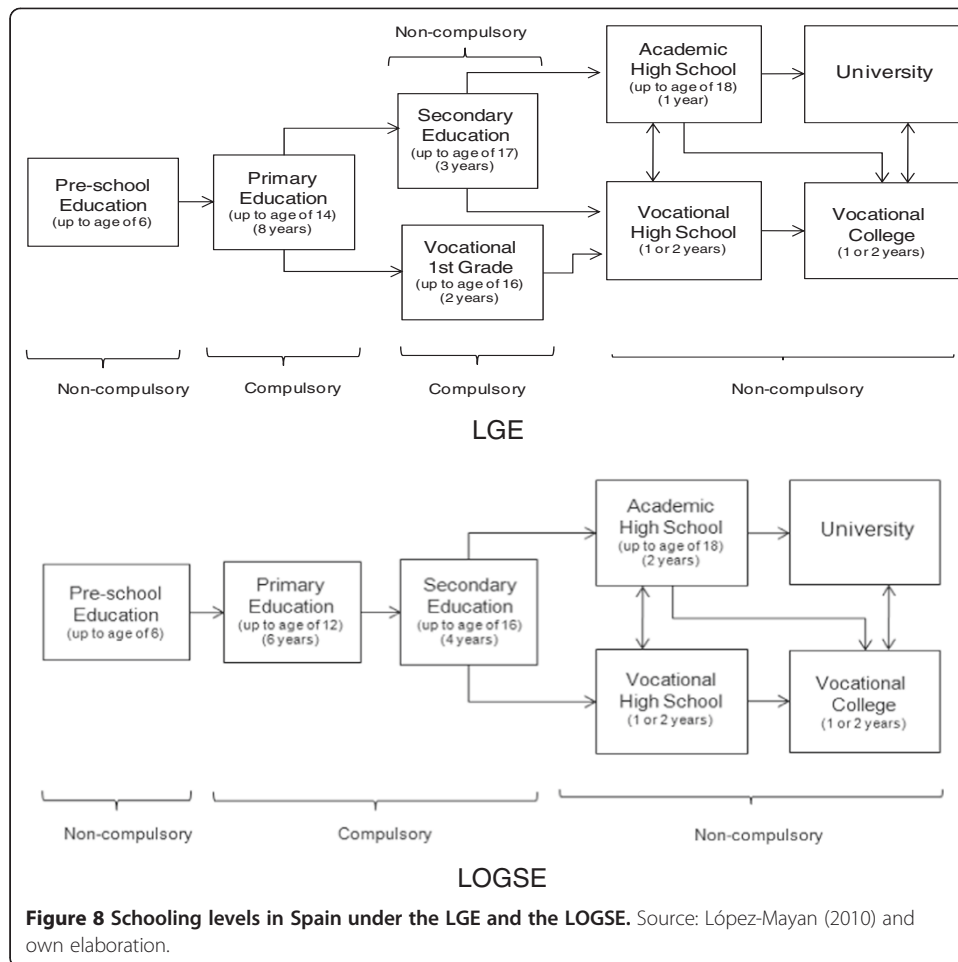 Non-compulsory
Academic
High School
(up to age of 18)
(1 year)
University
Secondary
Education
(up to age of 17)
(3 years)
Pre-school
Education
(up to age of 6)
Primary
Education
(up to age of 14)
(8 years)
Vocational
1st Grade
(up to age of 16)
(2 years)
Vocational
High School
(1 or 2 years)
Vocational
College
(1 or 2 years)
Non-compulsory
Compulsory
Compulsory
Non-compulsory
LGE
Academic
High School
(up to age of 18)
(2 years)
University
Pre-school
Education
(up to age of 6)
Primary
Education
(up to age of 12)
(6 years)
Secondary
Education
(up to age of 16)
(4 years)
Vocational
High School
(1 or 2 years)
Vocational
College
(1 or 2 years)
Non-compulsory
Compulsory
Non-compulsory
LOGSE
Figure 8 Schooling levels in Spain under the LGE and the LOGSE. Source: López-Mayan (2010) and
own elaboration.